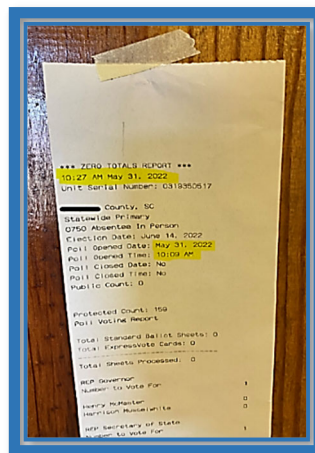 *** ZERO TOTALS REPORT ***
10:27 AM May 31, 2022
Unit Serial Number: 0319350517
County, SC
Statewide Primary
0750 Absentee In Person
Election Date: June 14, 2022
Poll Opened Date: May 31, 2022
Poll Opened Time: 10:09 AM
Poll Closed Date: No
Poll Closed Time: No
Public Count: 0
Protected Count: 159
Poll Voting Report
Total Standard Ballot Sheets: 0
Total ExpressVote Cards: 0
Total Sheets Processed: 0
REP Governor
Number to Vote For 1
Henry McMaster 0
Harrison Musselwhite 0
REP Secretary of State
Number to Vote For 1